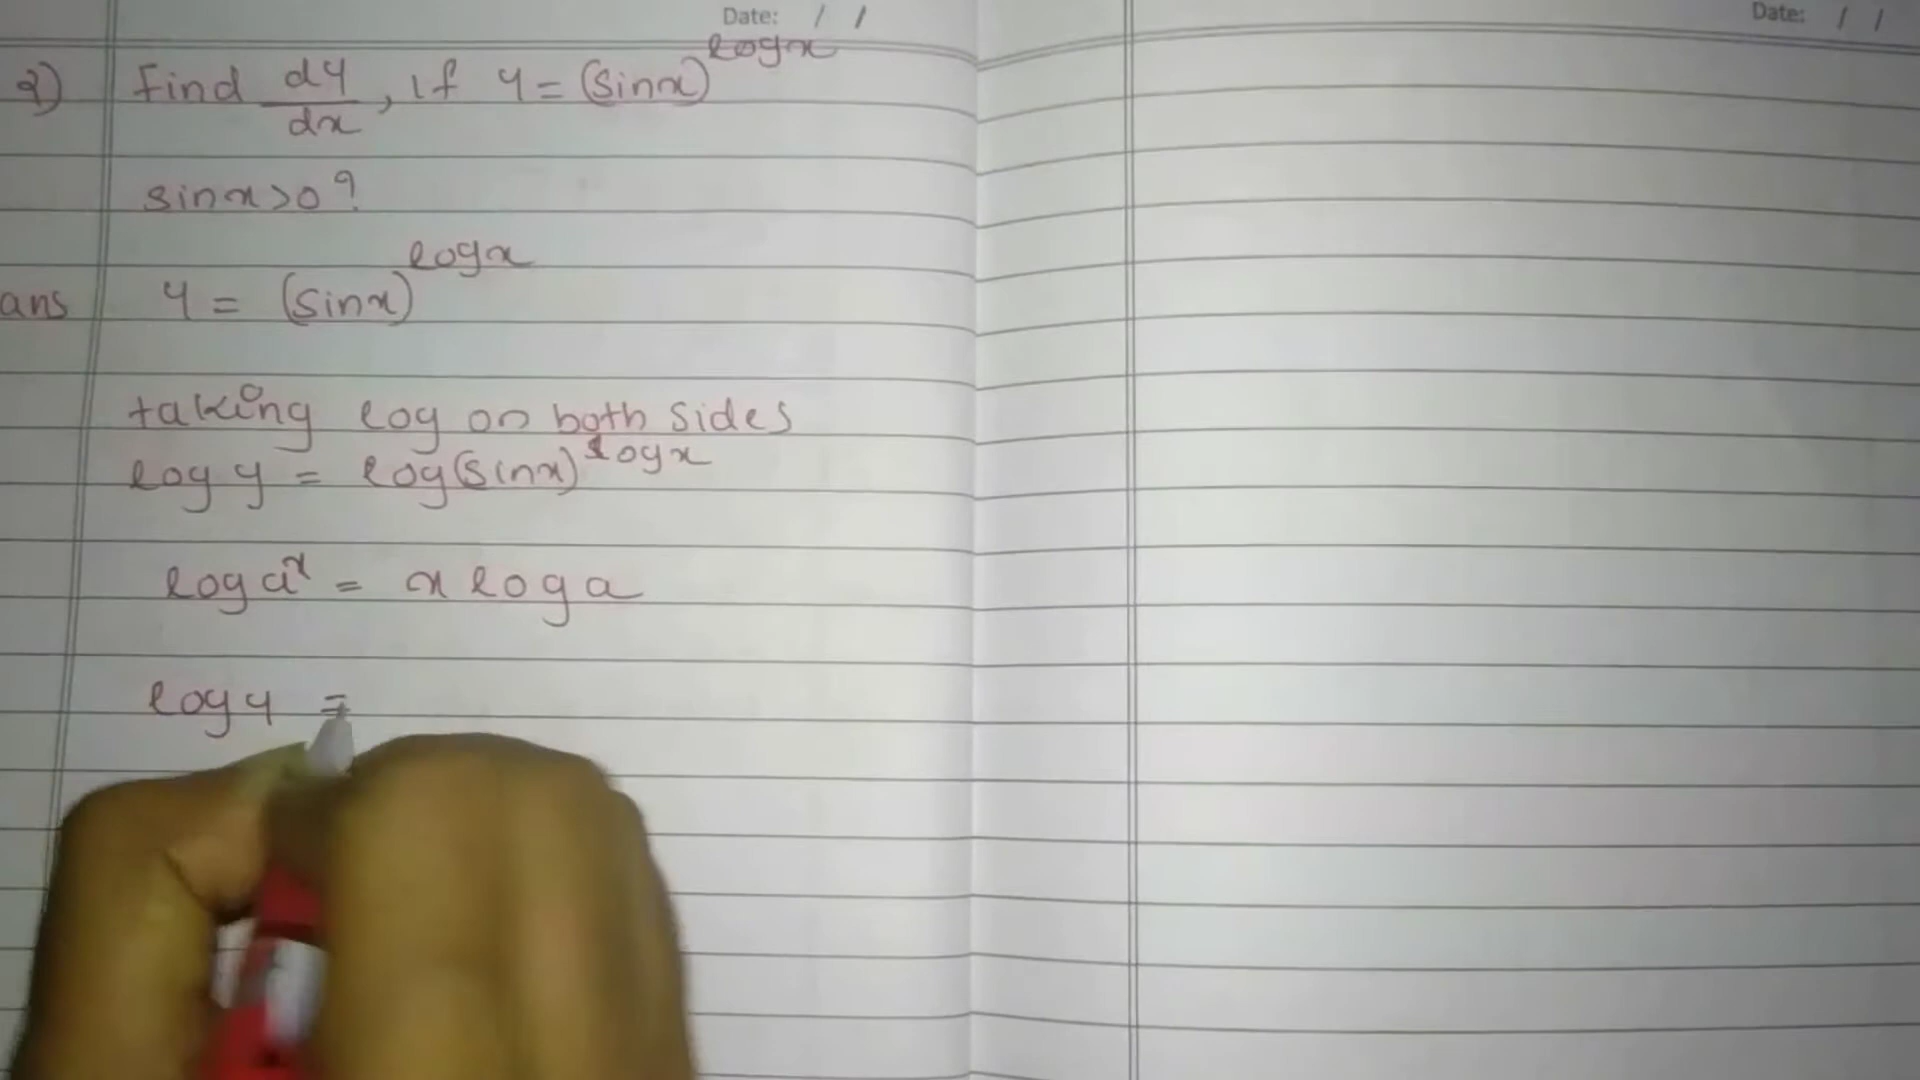 Date: / /
Date: / /
2) Find dy/dx, if y = (sinx)^logx
sinx>0?
ans y = (sinx)^logx
taking log on both sides
log y = log(sinx)^logx
log a^x = x log a
log y =